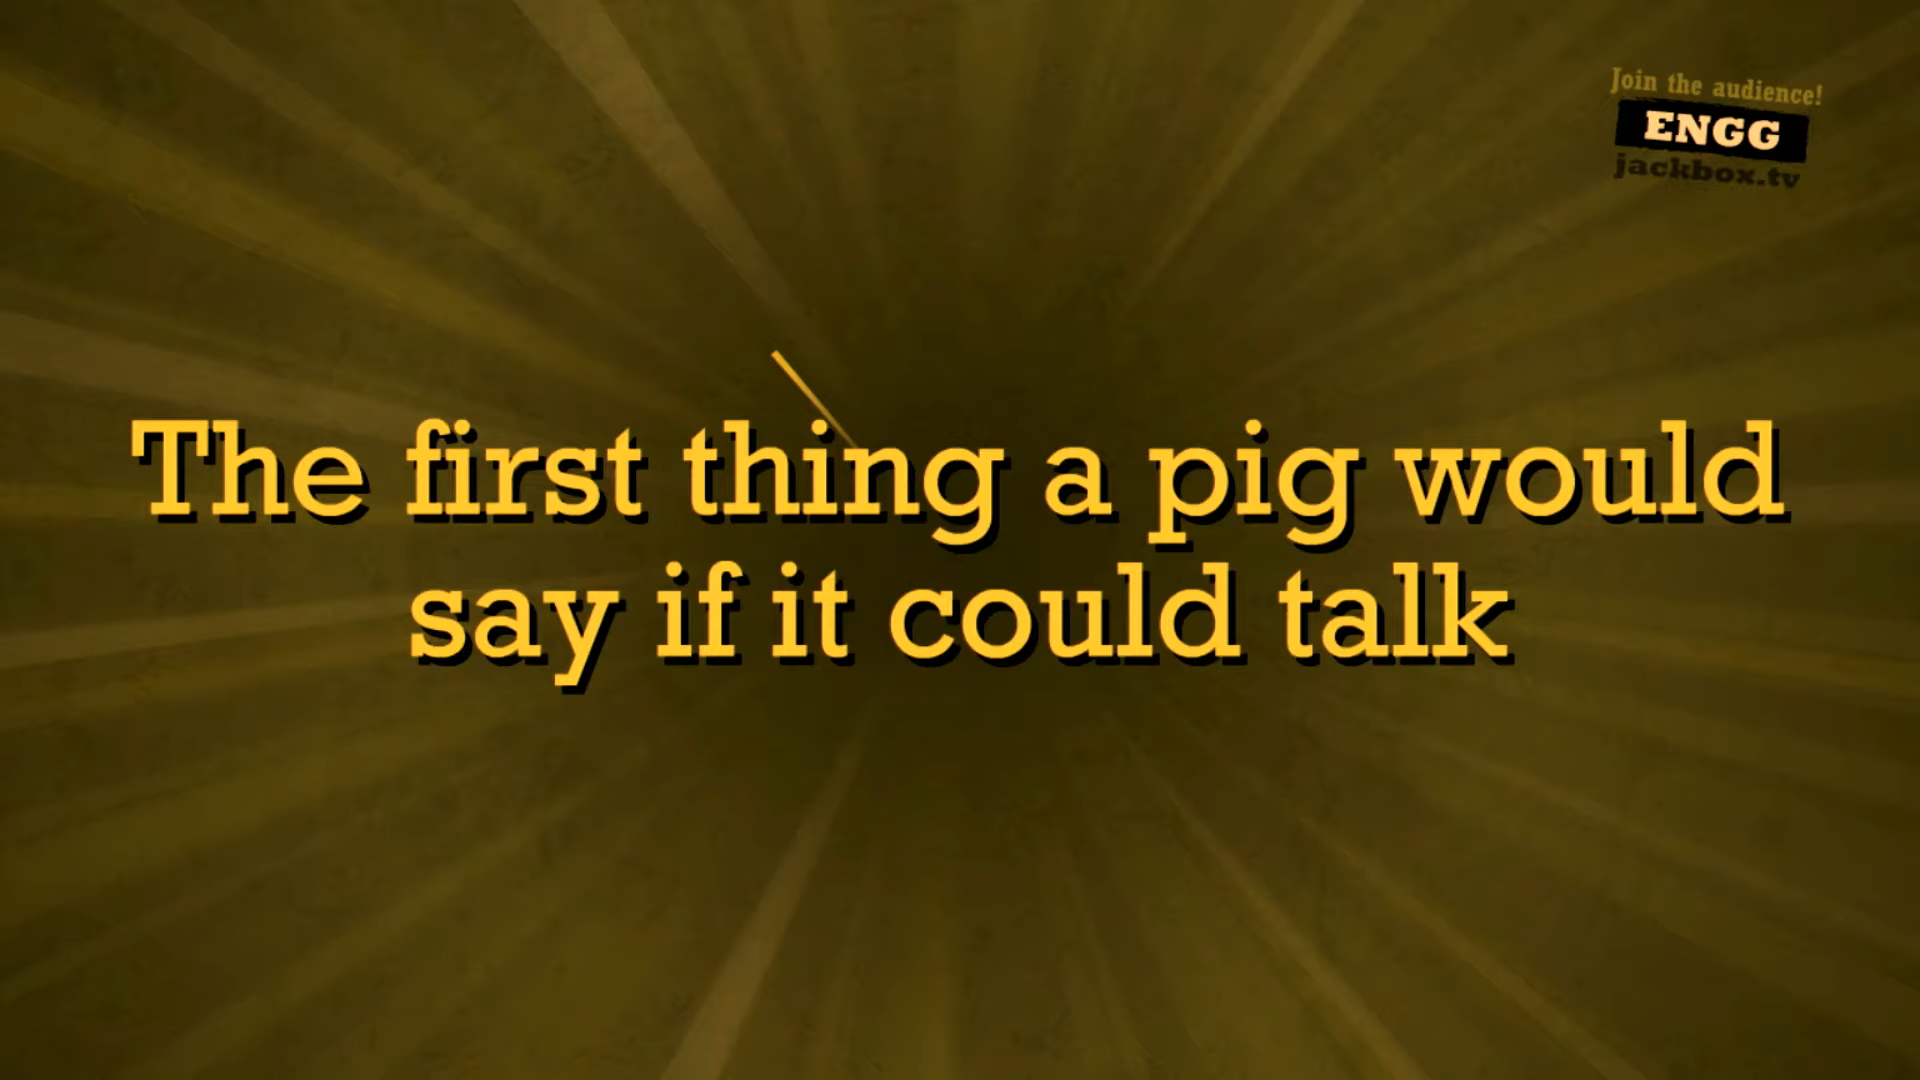 Join the audience!
ENGG
jackbox.tv
The first thing a pig would
say if it could talk